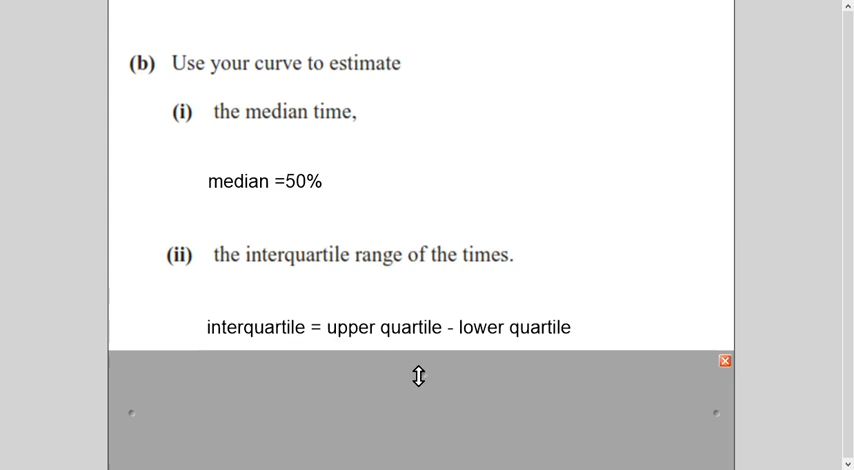 (b) Use your curve to estimate
(i) the median time,
median =50%
(ii) the interquartile range of the times.
interquartile = upper quartile - lower quartile